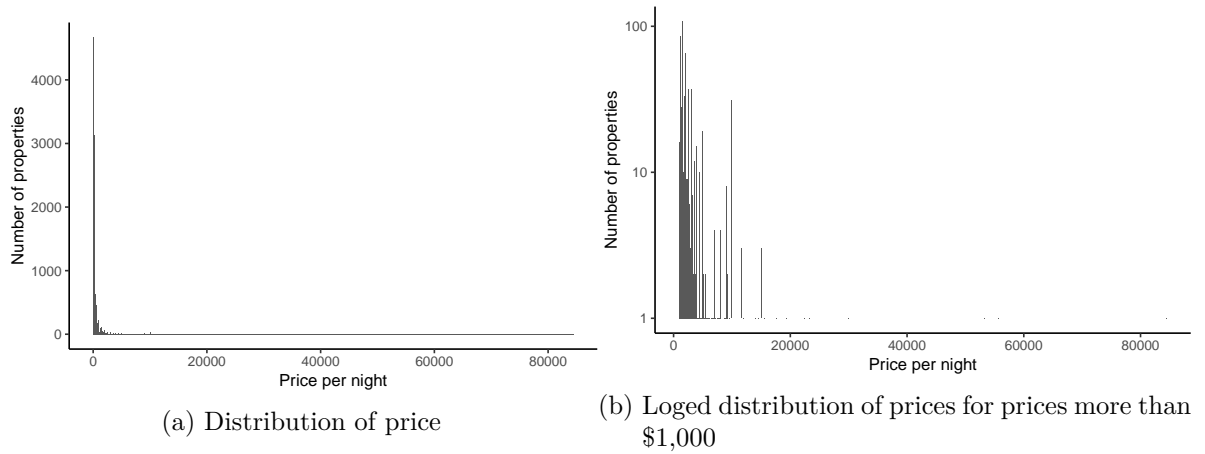 Number of properties
4000
3000
2000
1000
0
0 20000 40000 60000 80000
Price per night
(a) Distribution of price
Number of properties
100
10
1
0 20000 40000 60000 80000
Price per night
(b) Loged distribution of prices for prices more than
$1,000